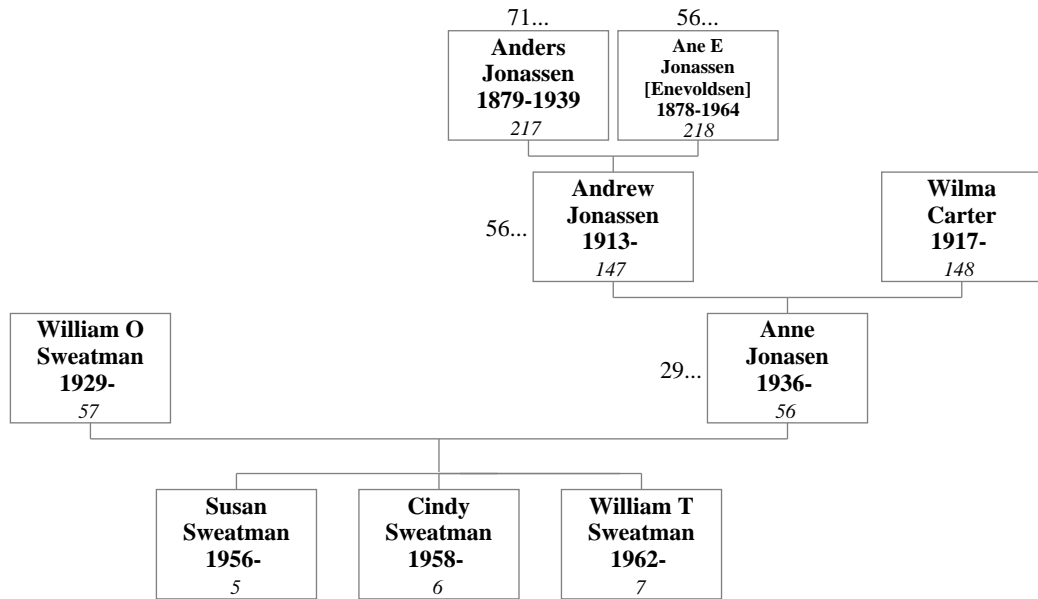 71...
Anders
Jonassen
1879-1939
217
56...
Ane E
Jonassen
[Enevoldsen]
1878-1964
218
56...
Andrew
Jonassen
1913-
147
Wilma
Carter
1917-
148
William O
Sweatman
1929-
57
29...
Anne
Jonasen
1936-
56
Susan
Sweatman
1956-
5
Cindy
Sweatman
1958-
6
William T
Sweatman
1962-
7